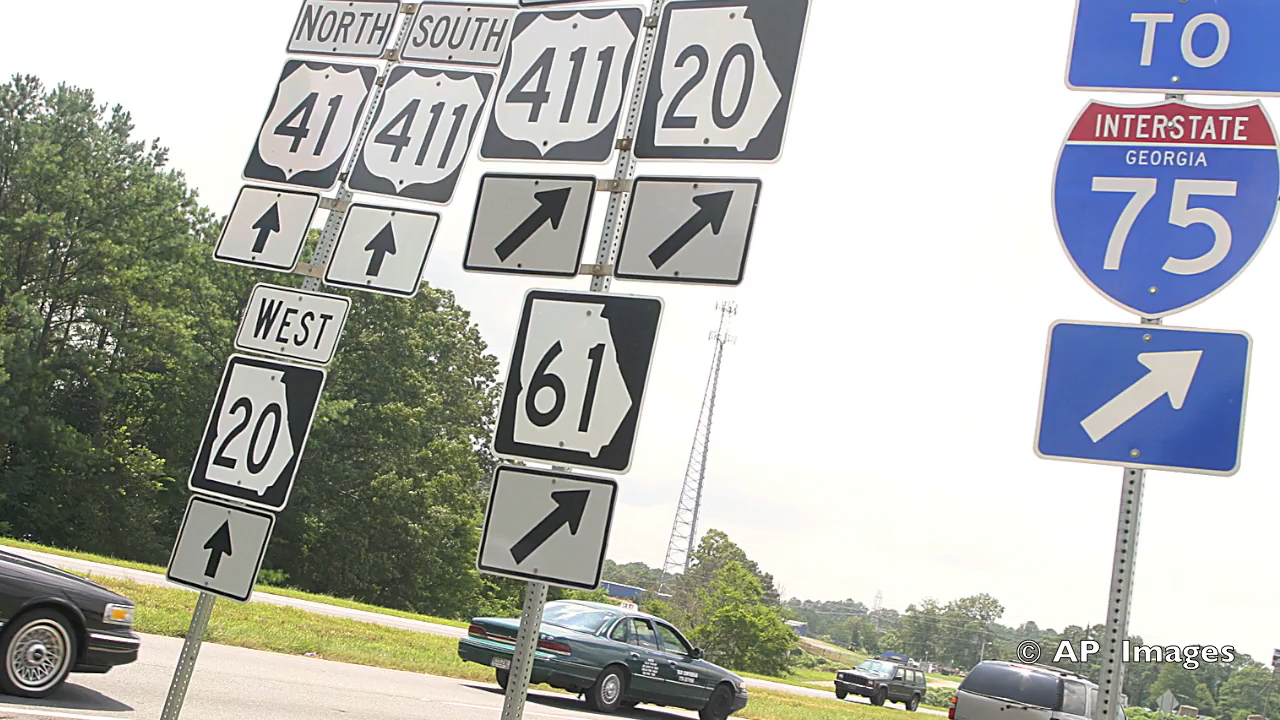 NORTH SOUTH
41 411
WEST
20
411 20
61
TO
INTERSTATE
GEORGIA
75
© AP Images